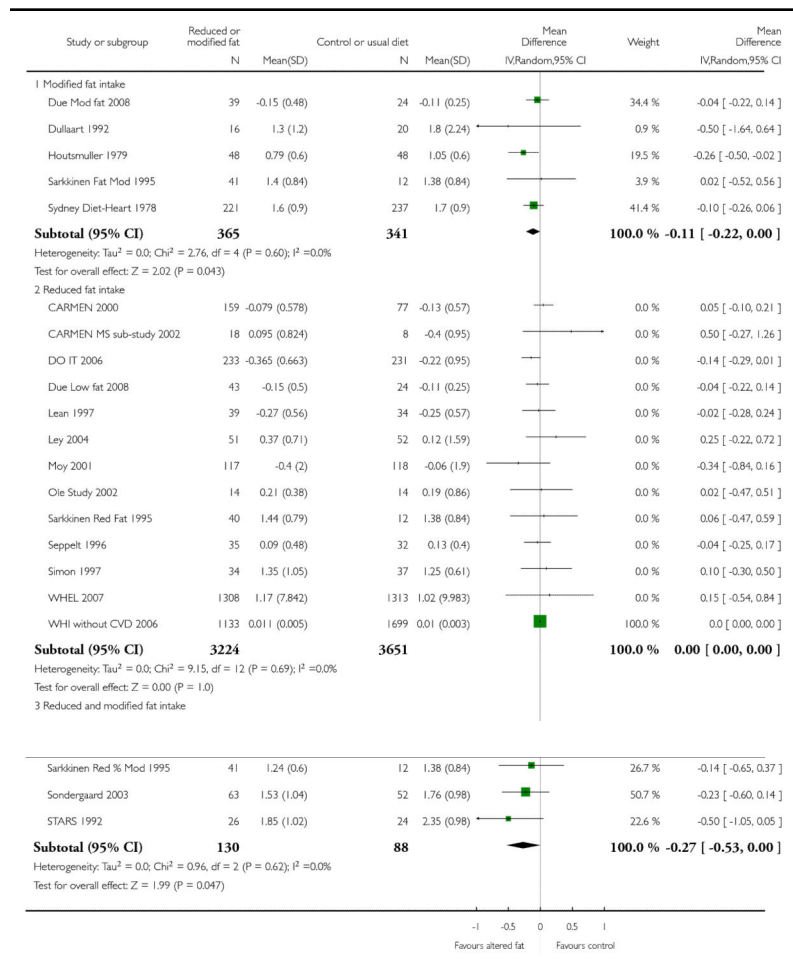 Study or subgroup Reduced or modified fat Control or usual diet Mean Difference Weight Mean Difference
N Mean(SD) N Mean(SD) IV,Random,95% CI IV,Random,95% CI
1 Modified fat intake
Due Mod fat 2008 39 -0.15 (0.48) 24 -0.11 (0.25) 34.4 % -0.04 [ -0.22, 0.14 ]
Dullaart 1992 16 1.3 (1.2) 20 1.8 (2.24) 0.9 % -0.50 [ -1.64, 0.64 ]
Houtsmuller 1979 48 0.79 (0.6) 48 1.05 (0.6) 19.5 % -0.26 [ -0.50, -0.02 ]
Sarkkinen Fat Mod 1995 41 1.4 (0.84) 12 1.38 (0.84) 3.9 % 0.02 [ -0.52, 0.56 ]
Sydney Diet-Heart 1978 221 1.6 (0.9) 237 1.7 (0.9) 41.4 % -0.10 [ -0.26, 0.06 ]
Subtotal (95% CI) 365 341 100.0 % -0.11 [ -0.22, 0.00 ]
Heterogeneity: Tau² = 0.0; Chi² = 2.76, df = 4 (P = 0.60); I² =0.0%
Test for overall effect: Z = 2.02 (P = 0.043)
2 Reduced fat intake
CARMEN 2000 159 -0.079 (0.578) 77 -0.13 (0.57) 0.0 % 0.05 [ -0.10, 0.21 ]
CARMEN MS sub-study 2002 18 0.095 (0.824) 8 -0.4 (0.95) 0.0 % 0.50 [ -0.27, 1.26 ]
DO IT 2006 233 -0.365 (0.663) 231 -0.22 (0.95) 0.0 % -0.14 [ -0.29, 0.01 ]
Due Low fat 2008 43 -0.15 (0.5) 24 -0.11 (0.25) 0.0 % -0.04 [ -0.22, 0.14 ]
Lean 1997 39 -0.27 (0.56) 34 -0.25 (0.57) 0.0 % -0.02 [ -0.28, 0.24 ]
Ley 2004 51 0.37 (0.71) 52 0.12 (1.59) 0.0 % 0.25 [ -0.22, 0.72 ]
Moy 2001 117 -0.4 (2) 118 -0.06 (1.9) 0.0 % -0.34 [ -0.84, 0.16 ]
Ole Study 2002 14 0.21 (0.38) 14 0.19 (0.86) 0.0 % 0.02 [ -0.47, 0.51 ]
Sarkkinen Red Fat 1995 40 1.44 (0.79) 12 1.38 (0.84) 0.0 % 0.06 [ -0.47, 0.59 ]
Seppelt 1996 35 0.09 (0.48) 32 0.13 (0.4) 0.0 % -0.04 [ -0.25, 0.17 ]
Simon 1997 34 1.35 (1.05) 37 1.25 (0.61) 0.0 % 0.10 [ -0.30, 0.50 ]
WHEL 2007 1308 1.17 (7.842) 1313 1.02 (9.983) 0.0 % 0.15 [ -0.54, 0.84 ]
WHI without CVD 2006 1133 0.011 (0.005) 1699 0.01 (0.003) 100.0 % 0.0 [ 0.00, 0.00 ]
Subtotal (95% CI) 3224 3651 100.0 % 0.00 [ 0.00, 0.00 ]
Heterogeneity: Tau² = 0.0; Chi² = 9.15, df = 12 (P = 0.69); I² =0.0%
Test for overall effect: Z = 0.00 (P = 1.0)
3 Reduced and modified fat intake
Sarkkinen Red % Mod 1995 41 1.24 (0.6) 12 1.38 (0.84) 26.7 % -0.14 [ -0.65, 0.37 ]
Sondergaard 2003 63 1.53 (1.04) 52 1.76 (0.98) 50.7 % -0.23 [ -0.60, 0.14 ]
STARS 1992 26 1.85 (1.02) 24 2.35 (0.98) 22.6 % -0.50 [ -1.05, 0.05 ]
Subtotal (95% CI) 130 88 100.0 % -0.27 [ -0.53, 0.00 ]
Heterogeneity: Tau² = 0.0; Chi² = 0.96, df = 2 (P = 0.62); I² =0.0%
Test for overall effect: Z = 1.99 (P = 0.047)
-1 -0.5 0 0.5 1
Favours altered fat Favours control